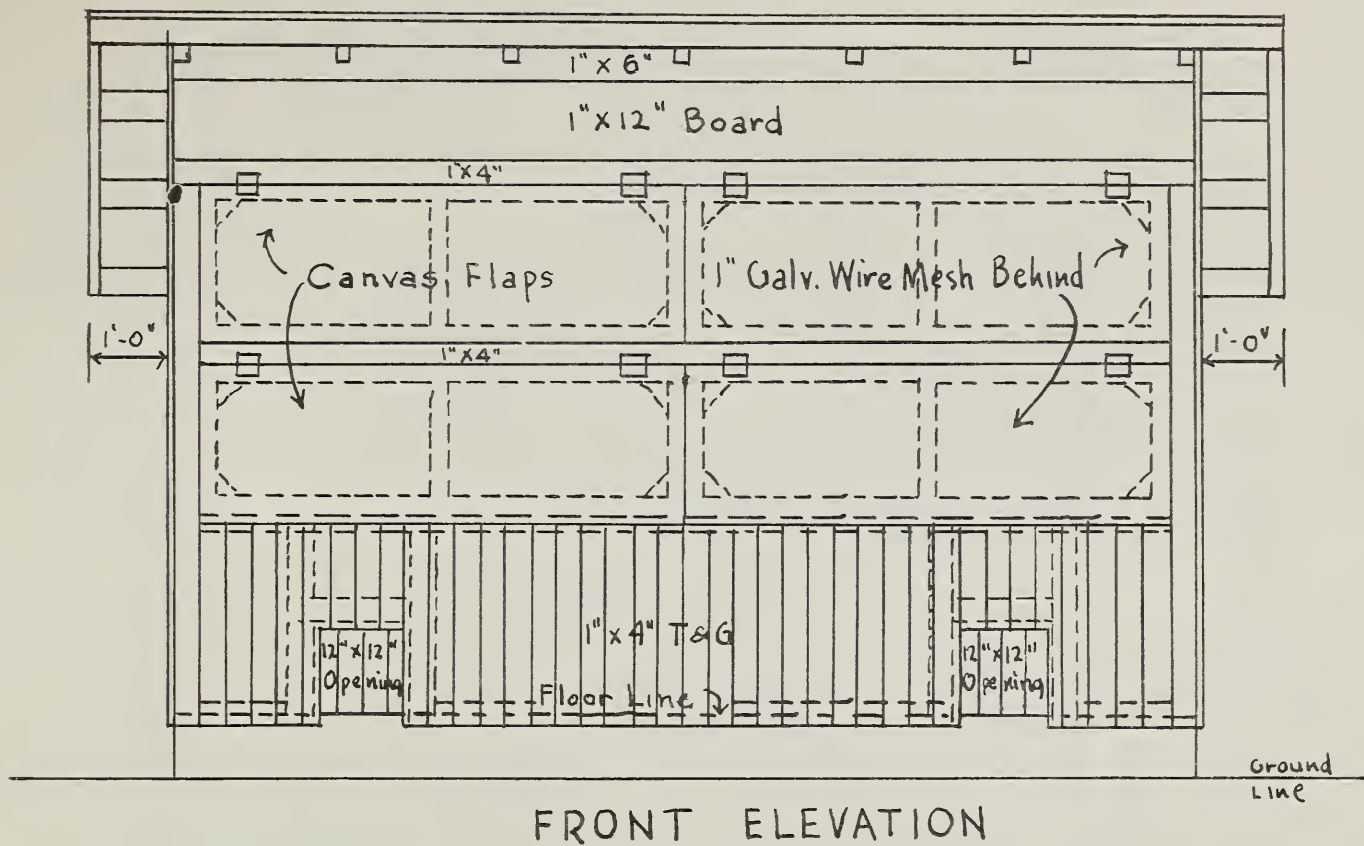 1" x 6"
1"x12" Board
1"x4"
Canvas Flaps
1" Galv. Wire Mesh Behind
1'-0"
1'-0"
1"x4"
1" x 4" T & G
12"x12"
Opening
12"x12"
Opening
Floor Line
Ground
Line
FRONT ELEVATION